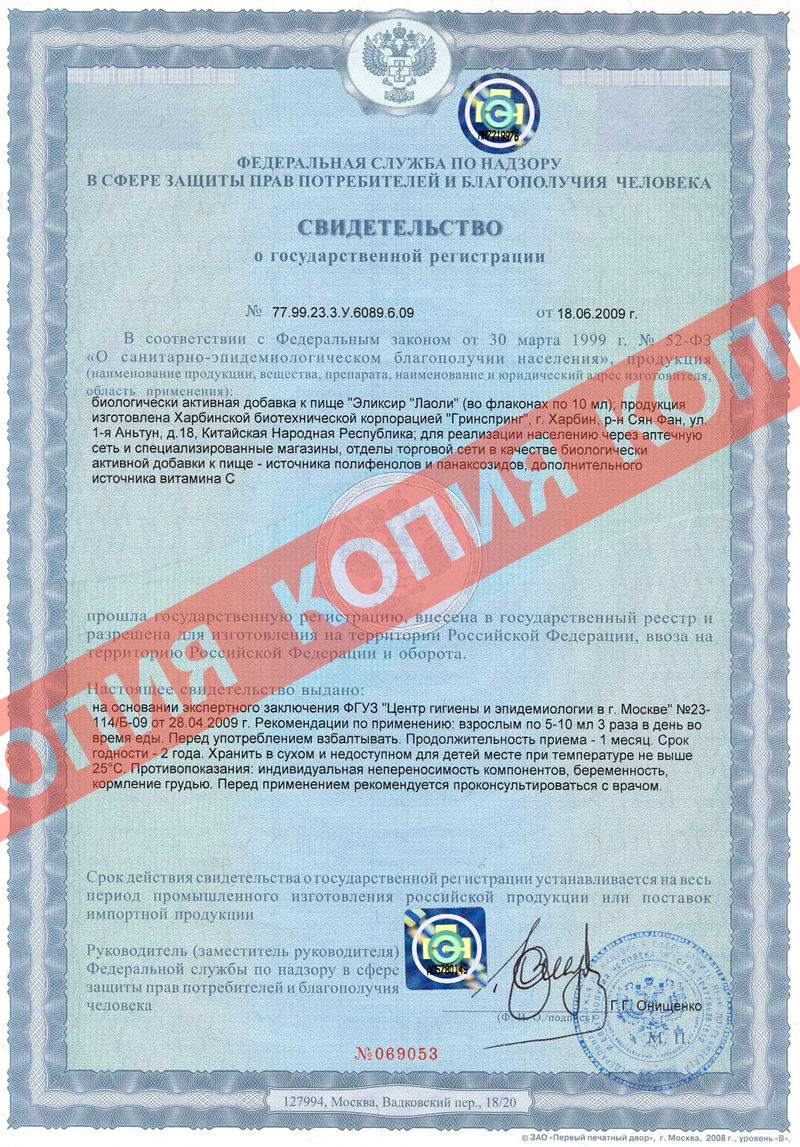 №7219976
ФЕДЕРАЛЬНАЯ СЛУЖБА ПО НАДЗОРУ
В СФЕРЕ ЗАЩИТЫ ПРАВ ПОТРЕБИТЕЛЕЙ И БЛАГОПОЛУЧИЯ ЧЕЛОВЕКА
СВИДЕТЕЛЬСТВО
о государственной регистрации
№ 77.99.23.3.У.6089.6.09 от 18.06.2009 г.
В соответствии с Федеральным законом от 30 марта 1999 г. № 52-ФЗ
«О санитарно-эпидемиологическом благополучии населения», продукция
(наименование продукции, вещества, препарата, наименование и юридический адрес изготовителя,
область применения):
биологически активная добавка к пище "Эликсир "Лаоли" (во флаконах по 10 мл); продукция
изготовлена Харбинской биотехнической корпорацией "Гринспринг", г. Харбин, р-н Сян Фан, ул.
1-я Аньтун, д.18, Китайская Народная Республика; для реализации населению через аптечную
сеть и специализированные магазины, отделы торговой сети в качестве биологически
активной добавки к пище - источника полифенолов и панаксозидов, дополнительного
источника витамина С
КОПИЯ КОПИЯ КОПИ
прошла государственную регистрацию, внесена в государственный реестр и
разрешена для изготовления на территории Российской Федерации, ввоза на
территорию Российской Федерации и оборота.
Настоящее свидетельство выдано:
на основании экспертного заключения ФГУЗ "Центр гигиены и эпидемиологии в г. Москве" №23-
114/Б-09 от 28.04.2009 г. Рекомендации по применению: взрослым по 5-10 мл 3 раза в день во
время еды. Перед употреблением взбалтывать. Продолжительность приема - 1 месяц. Срок
годности - 2 года. Хранить в сухом и недоступном для детей месте при температуре не выше
25°С. Противопоказания: индивидуальная непереносимость компонентов, беременность,
кормление грудью. Перед применением рекомендуется проконсультироваться с врачом.
Срок действия свидетельства о государственной регистрации устанавливается на весь
период промышленного изготовления российской продукции или поставок
импортной продукции
Руководитель (заместитель руководителя)
Федеральной службы по надзору в сфере
защиты прав потребителей и благополучия
человека
Г.Г. Онищенко
(Ф. И. О./подпись)
М. П.
№069053
127994, Москва, Вадковский пер., 18/20
© ЗАО «Первый печатный двор», г. Москва, 2008 г., уровень «В».